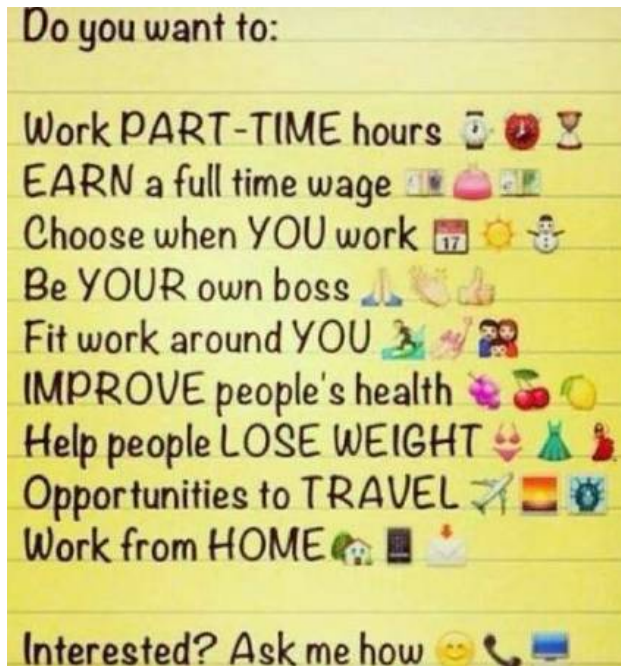 Do you want to:
Work PART-TIME hours ⌚ ⏰ ⏳
EARN a full time wage 💴 👛 💵
Choose when YOU work 📅 ☀️ ⛄
Be YOUR own boss 🙏 👏 👍
Fit work around YOU 🏄 💅 👪
IMPROVE people's health 🍇 🍒 🍋
Help people LOSE WEIGHT 👙 👗 💃
Opportunities to TRAVEL ✈️ 🌅 🗽
Work from HOME 🏡 📱 📩
Interested? Ask me how 😊 📞 💻